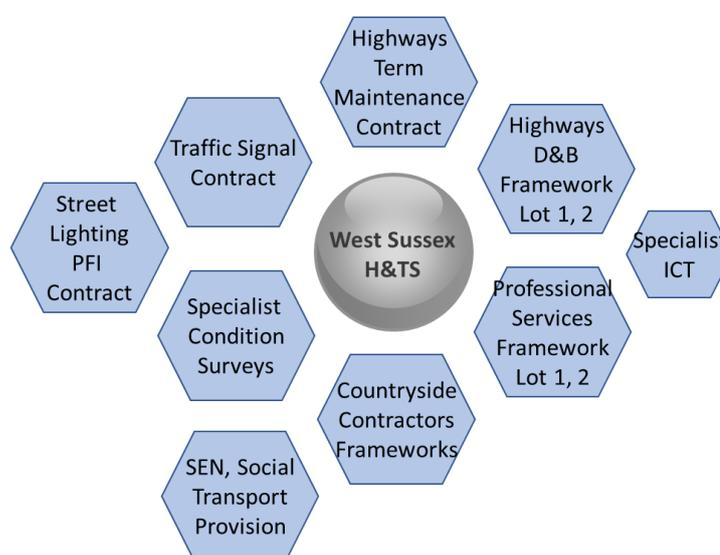 Highways
Term
Maintenance
Contract
Traffic Signal
Contract
Highways
D&B
Framework
Lot 1, 2
Street
Lighting
PFI
Contract
West Sussex
H&TS
Specialist
ICT
Specialist
Condition
Surveys
Professional
Services
Framework
Lot 1, 2
Countryside
Contractors
Frameworks
SEN, Social
Transport
Provision